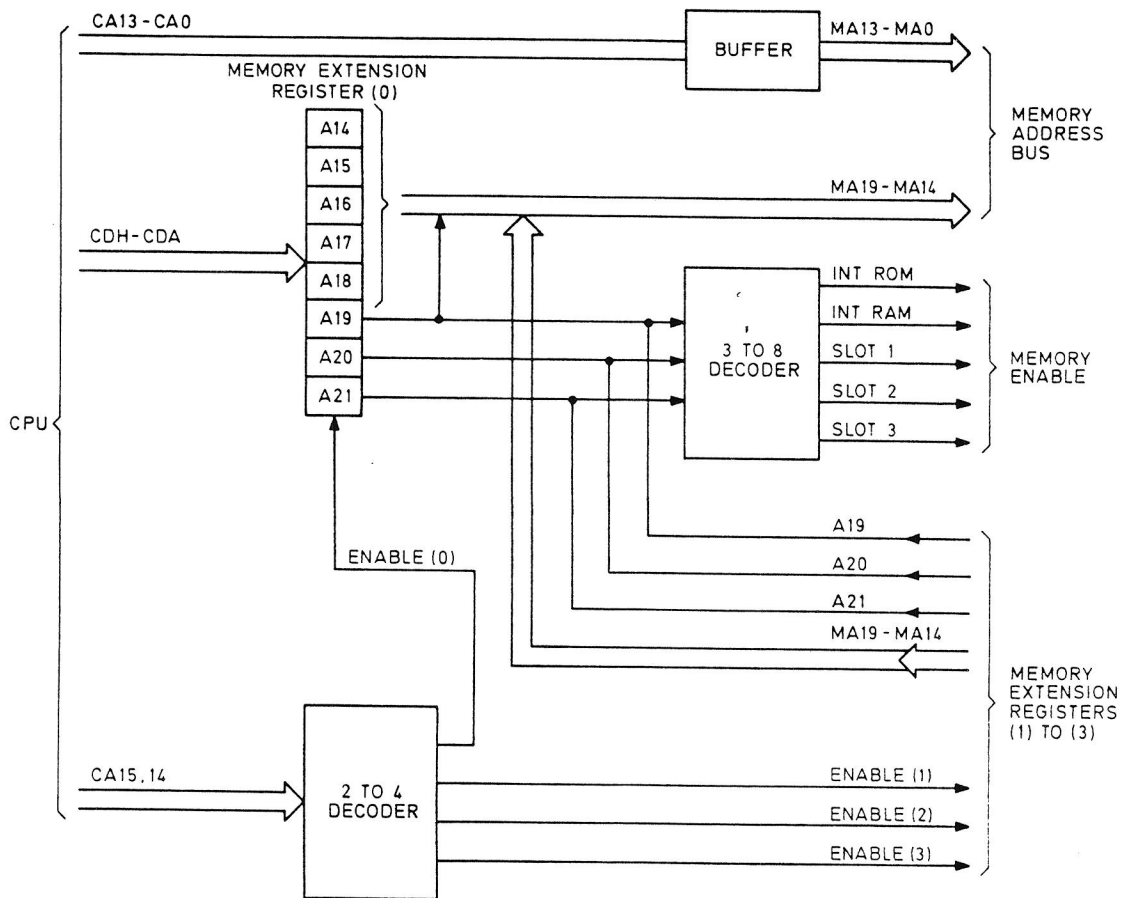 CA13-CA0
MA13-MA0
BUFFER
MEMORY EXTENSION
REGISTER (0)
MEMORY
ADDRESS
BUS
A14
A15
A16
A17
A18
A19
A20
A21
MA19-MA14
CDH-CDA
3 TO 8
DECODER
INT ROM
INT RAM
SLOT 1
SLOT 2
SLOT 3
MEMORY
ENABLE
CPU
ENABLE (0)
A19
A20
A21
MA19-MA14
MEMORY
EXTENSION
REGISTERS
(1) TO (3)
CA15,14
2 TO 4
DECODER
ENABLE (1)
ENABLE (2)
ENABLE (3)